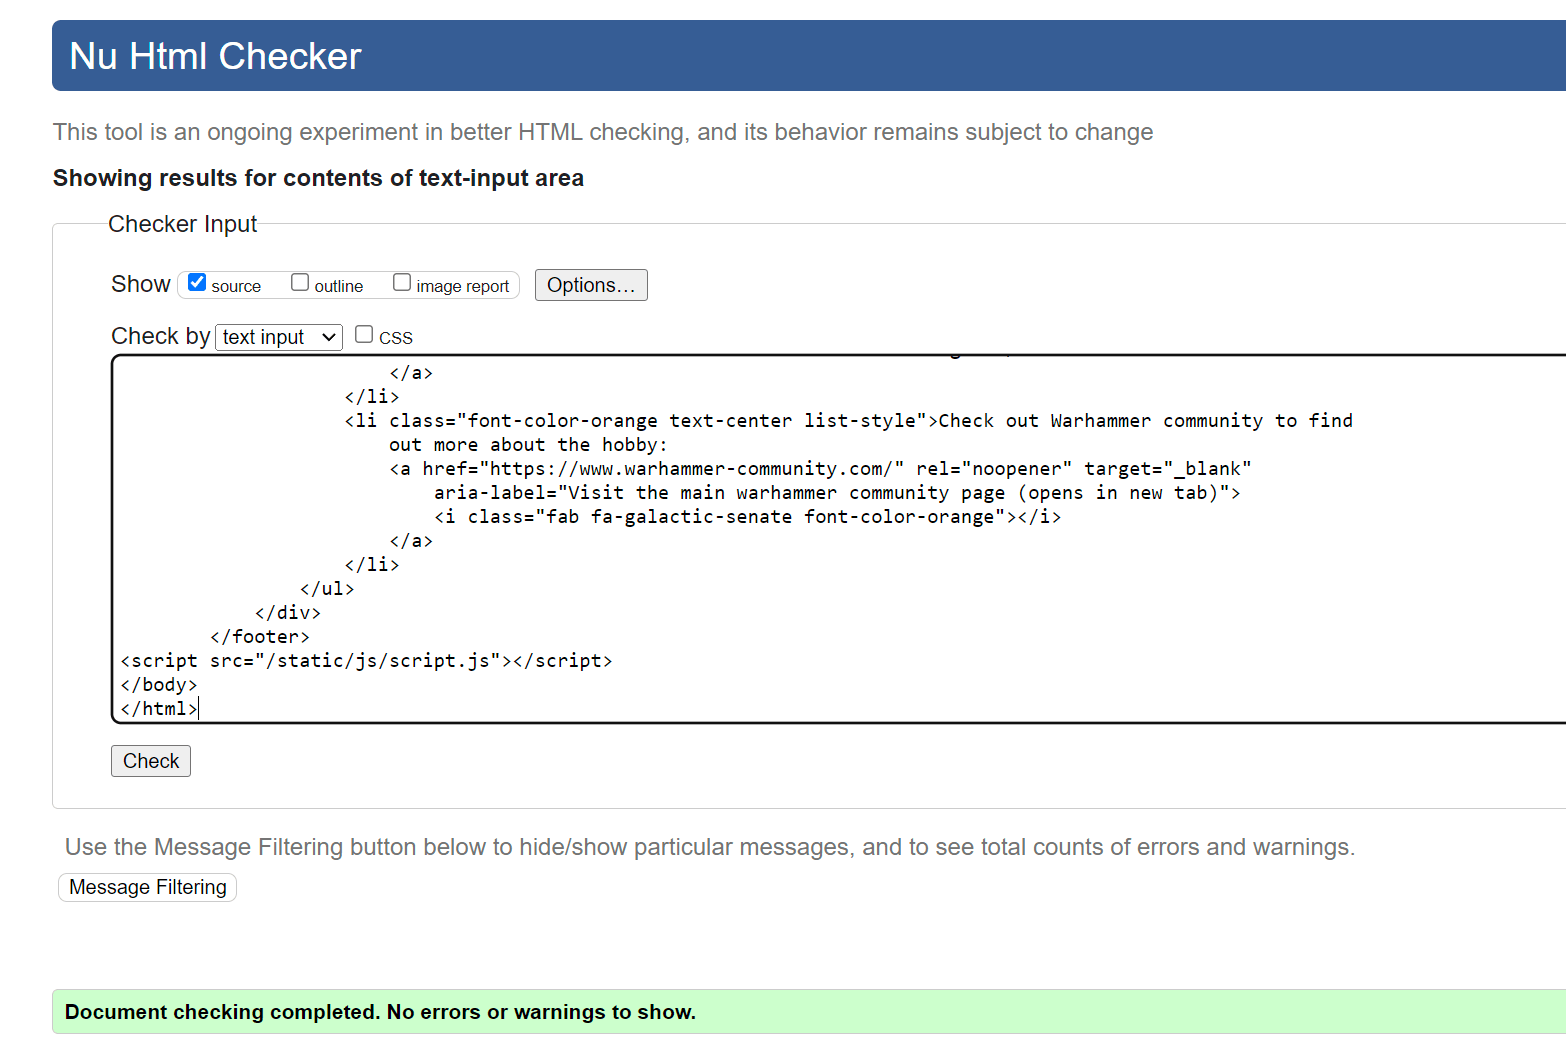 Nu Html Checker
This tool is an ongoing experiment in better HTML checking, and its behavior remains subject to change
Showing results for contents of text-input area
Checker Input
Show source outline image report Options...
Check by text input CSS
</a>
</li>
<li class="font-color-orange text-center list-style">Check out Warhammer community to find
out more about the hobby:
<a href="https://www.warhammer-community.com/" rel="noopener" target="_blank"
aria-label="Visit the main warhammer community page (opens in new tab)">
<i class="fab fa-galactic-senate font-color-orange"></i>
</a>
</li>
</ul>
</div>
</footer>
<script src="/static/js/script.js"></script>
</body>
</html>
Check
Use the Message Filtering button below to hide/show particular messages, and to see total counts of errors and warnings.
Message Filtering
Document checking completed. No errors or warnings to show.